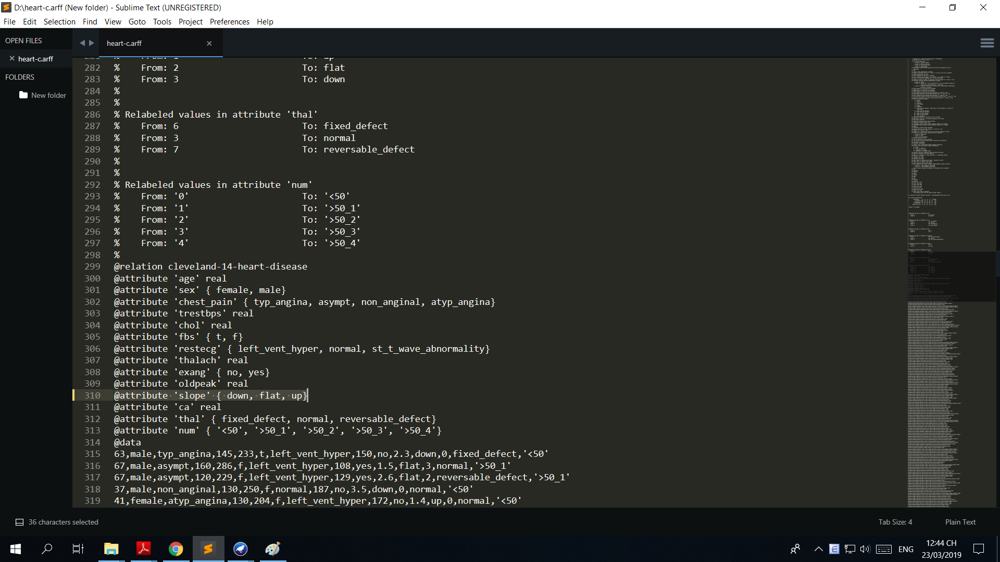 D:\heart-c.arff (New folder) - Sublime Text (UNREGISTERED)
File Edit Selection Find View Goto Tools Project Preferences Help
OPEN FILES
heart-c.arff
FOLDERS
New folder
heart-c.arff
282 %    From: 2                       To: flat
283 %    From: 3                       To: down
284 %
285 %
286 % Relabeled values in attribute 'thal'
287 %    From: 6                       To: fixed_defect
288 %    From: 3                       To: normal
289 %    From: 7                       To: reversable_defect
290 %
291 %
292 % Relabeled values in attribute 'num'
293 %    From: '0'                     To: '<50'
294 %    From: '1'                     To: '>50_1'
295 %    From: '2'                     To: '>50_2'
296 %    From: '3'                     To: '>50_3'
297 %    From: '4'                     To: '>50_4'
298 %
299 @relation cleveland-14-heart-disease
300 @attribute 'age' real
301 @attribute 'sex' { female, male}
302 @attribute 'chest_pain' { typ_angina, asympt, non_anginal, atyp_angina}
303 @attribute 'trestbps' real
304 @attribute 'chol' real
305 @attribute 'fbs' { t, f}
306 @attribute 'restecg' { left_vent_hyper, normal, st_t_wave_abnormality}
307 @attribute 'thalach' real
308 @attribute 'exang' { no, yes}
309 @attribute 'oldpeak' real
310 @attribute 'slope' { down, flat, up}
311 @attribute 'ca' real
312 @attribute 'thal' { fixed_defect, normal, reversable_defect}
313 @attribute 'num' { '<50', '>50_1', '>50_2', '>50_3', '>50_4'}
314 @data
315 63,male,typ_angina,145,233,t,left_vent_hyper,150,no,2.3,down,0,fixed_defect,'<50'
316 67,male,asympt,160,286,f,left_vent_hyper,108,yes,1.5,flat,3,normal,'>50_1'
317 67,male,asympt,120,229,f,left_vent_hyper,129,yes,2.6,flat,2,reversable_defect,'>50_1'
318 37,male,non_anginal,130,250,f,normal,187,no,3.5,down,0,normal,'<50'
319 41,female,atyp_angina,130,204,f,left_vent_hyper,172,no,1.4,up,0,normal,'<50'
36 characters selected
Tab Size: 4
Plain Text
ENG
12:44 CH
23/03/2019